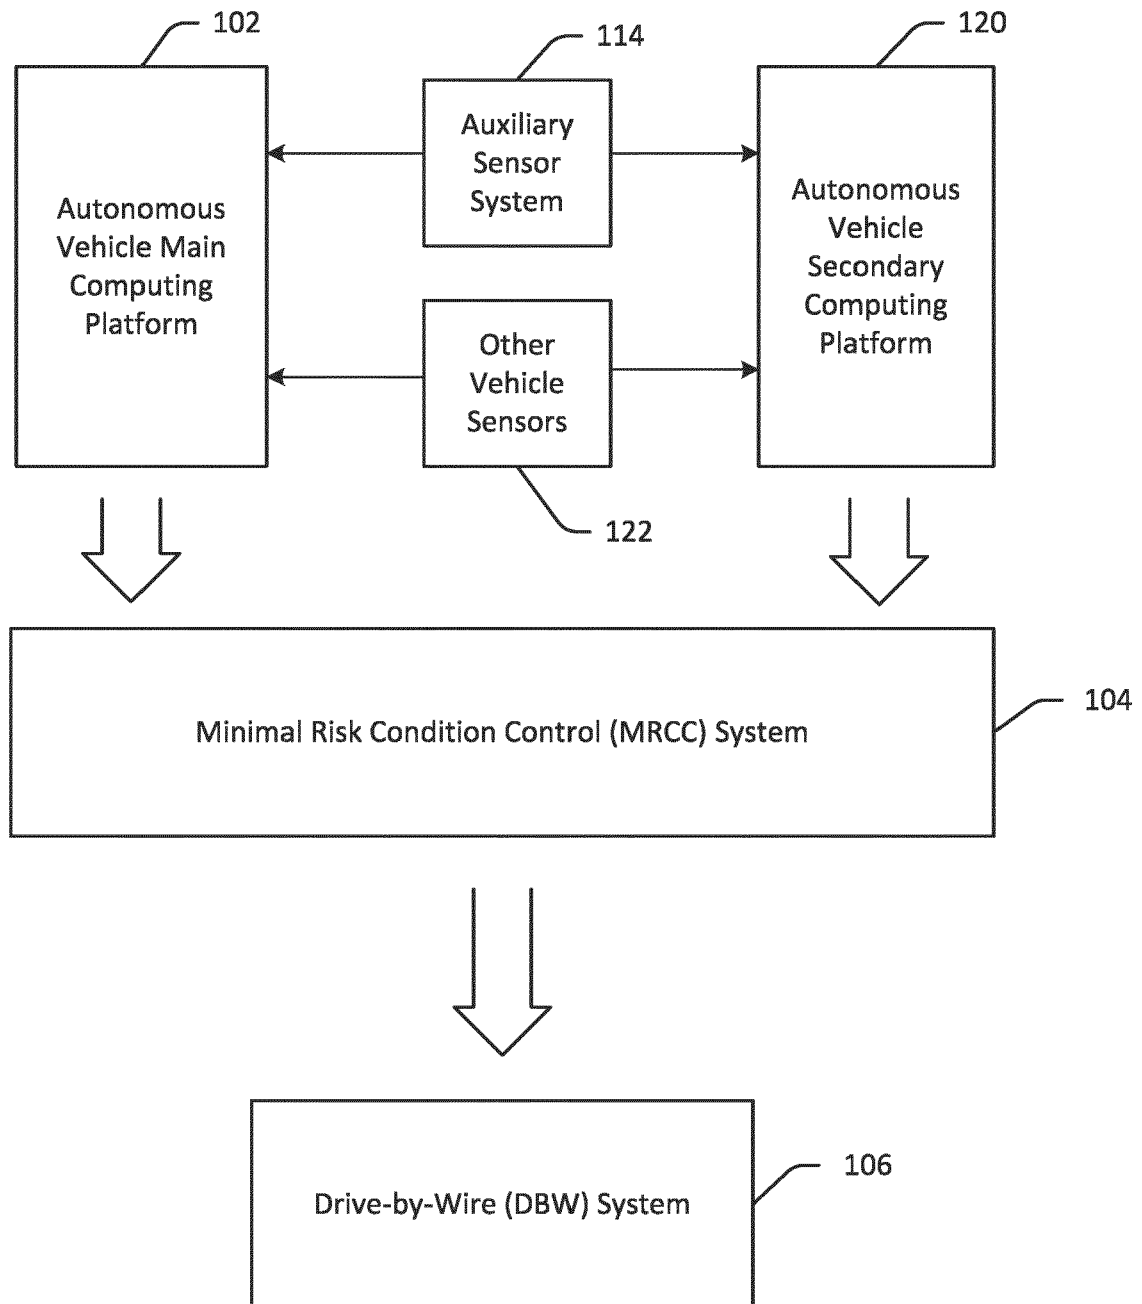 102
114
120
Auxiliary
Sensor
System
Autonomous
Vehicle Main
Computing
Platform
Autonomous
Vehicle
Secondary
Computing
Platform
Other
Vehicle
Sensors
122
104
Minimal Risk Condition Control (MRCC) System
106
Drive-by-Wire (DBW) System